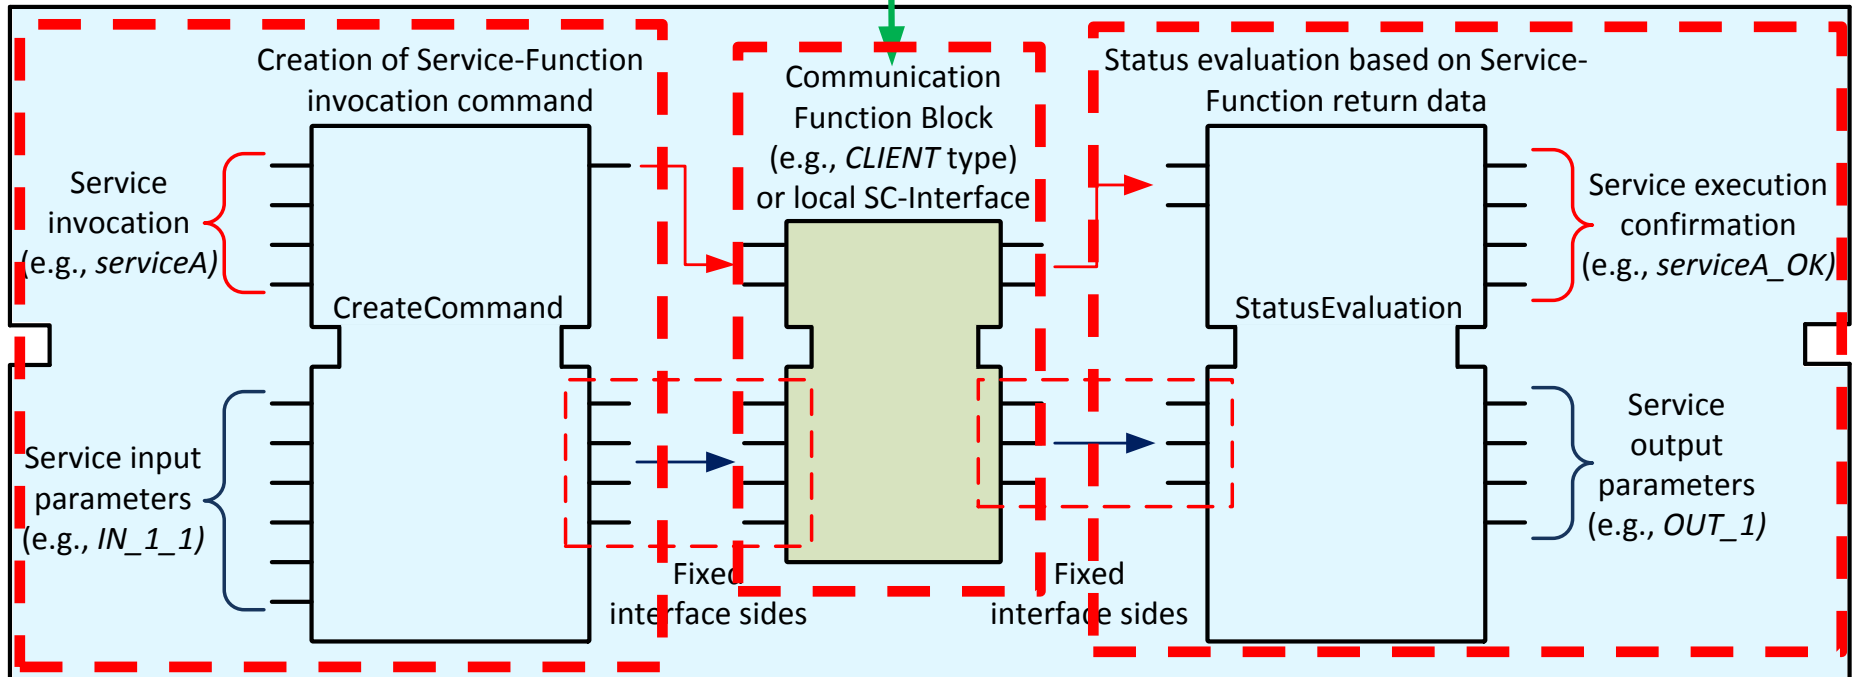 Creation of Service-Function
invocation command
Service
invocation
(e.g., serviceA)
CreateCommand
Service input
parameters
(e.g., IN_1_1)
Communication
Function Block
(e.g., CLIENT type)
or local SC-Interface
Fixed
interface sides
Fixed
interface sides
Status evaluation based on Service-
Function return data
StatusEvaluation
Service execution
confirmation
(e.g., serviceA_OK)
Service
output
parameters
(e.g., OUT_1)